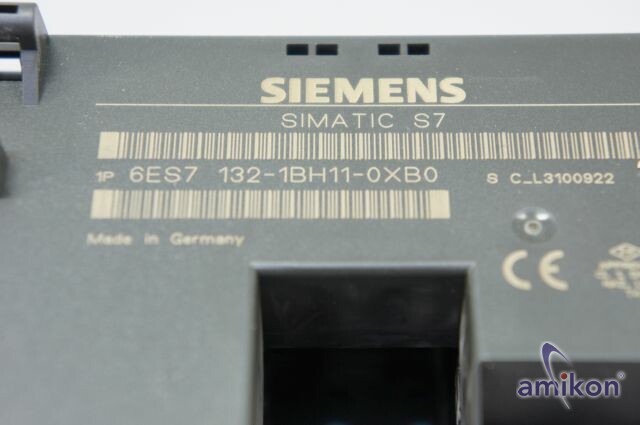 SIEMENS
SIMATIC S7
1P 6ES7 132-1BH11-0XB0 S C_L3100922
Made in Germany
CE
amikon